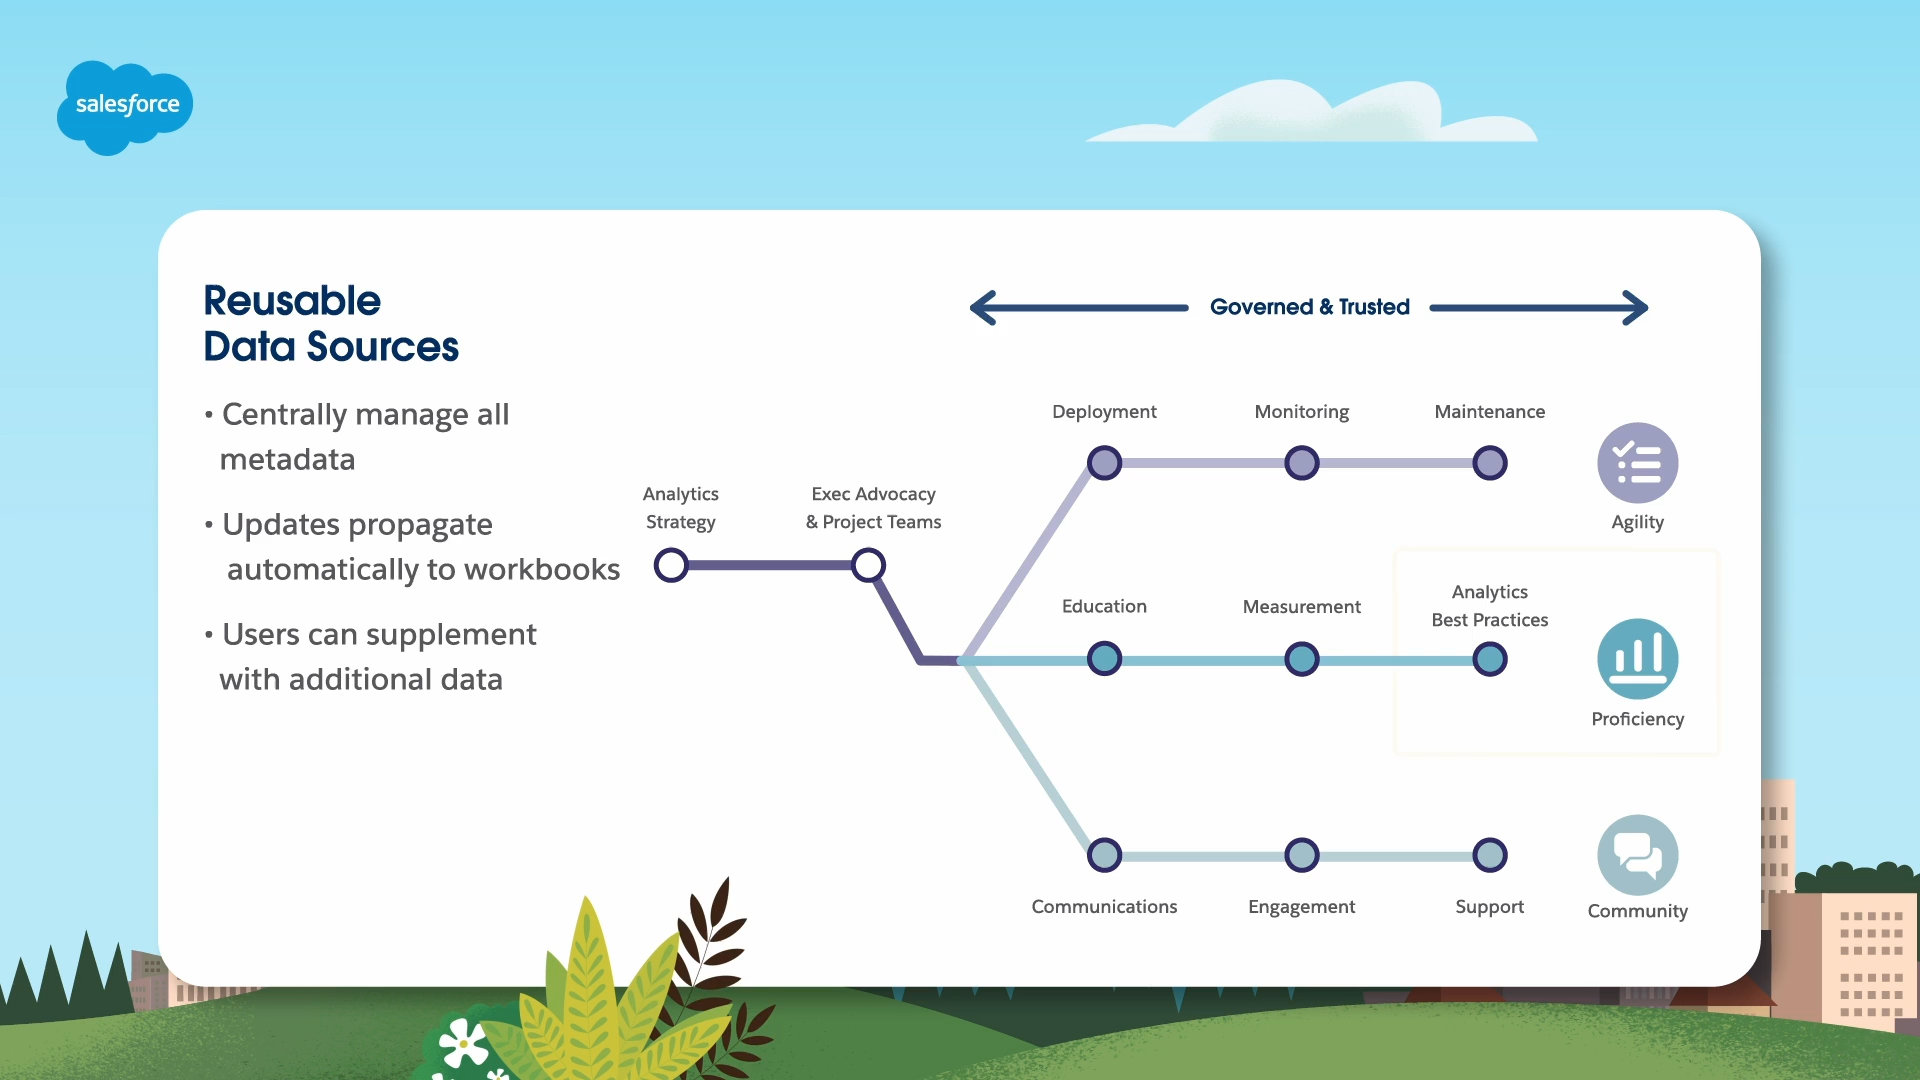 salesforce
Reusable
Data Sources
• Centrally manage all
metadata
• Updates propagate
automatically to workbooks
• Users can supplement
with additional data
Governed & Trusted
Analytics
Strategy
Exec Advocacy
& Project Teams
Deployment
Monitoring
Maintenance
Agility
Education
Measurement
Analytics
Best Practices
Proficiency
Communications
Engagement
Support
Community